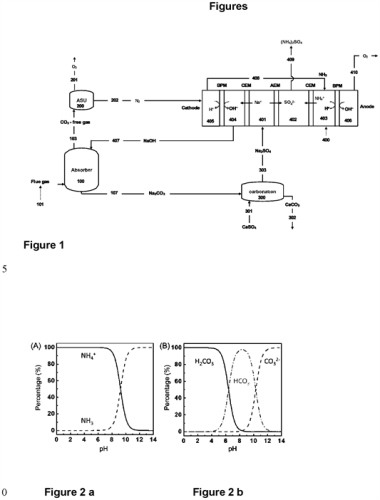 Figures
(NH₄)₂SO₄
O₂
O₂
409
410
201
ASU
200
202
N₂
408
NH₃
BPM
CEM
AEM
CEM
BPM
Cathode
Anode
H⁺
OH⁻
Na⁺
SO₄²⁻
NH₄⁺
H⁺
OH⁻
405
404
401
402
403
406
CO₂ - free gas
103
407
NaOH
400
Absorber
100
Na₂SO₄
303
Flue gas
101
107
Na₂CO₃
carbonation
300
301
CaSO₄
CaCO₃
302
Figure 1
5
(A)
(B)
NH₄⁺
NH₃
H₂CO₃
HCO₃⁻
CO₃²⁻
Percentage (%)
Percentage (%)
100
80
60
40
20
0
100
80
60
40
20
0
0 2 4 6 8 10 12 14
0 2 4 6 8 10 12 14
pH
pH
0
Figure 2 a
Figure 2 b